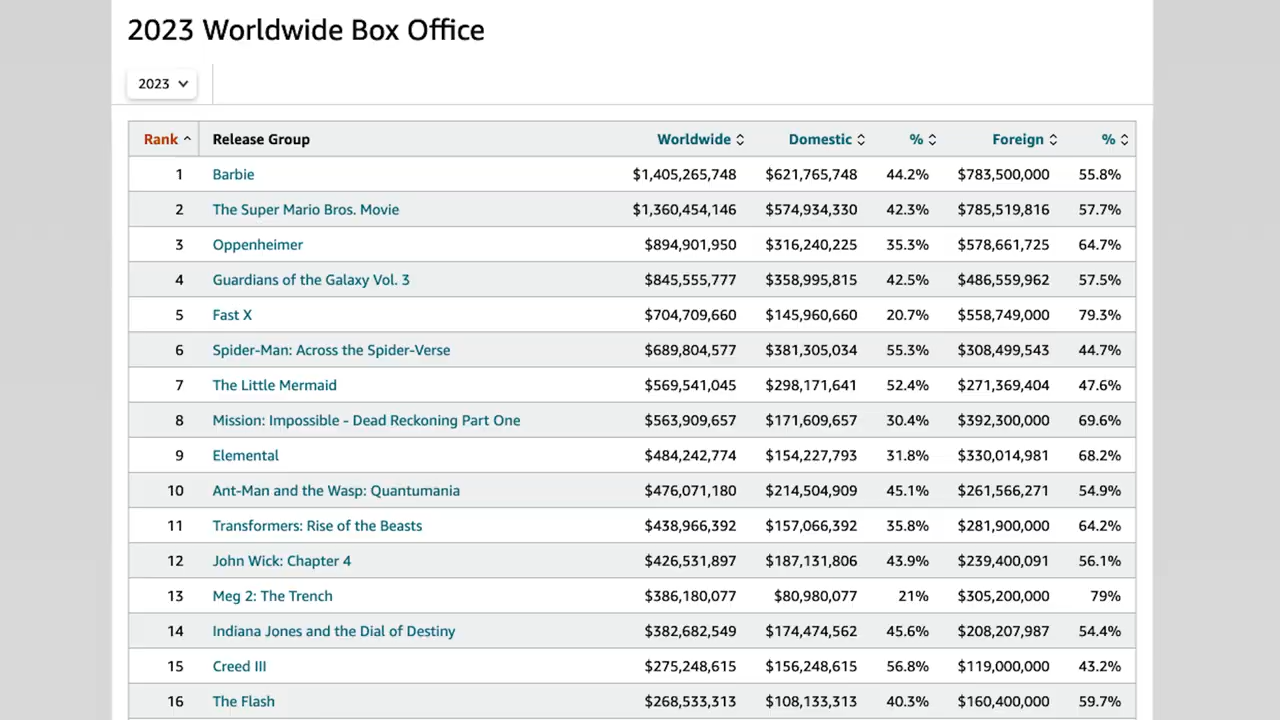 2023 Worldwide Box Office
2023
Rank Release Group Worldwide Domestic % Foreign %
1 Barbie $1,405,265,748 $621,765,748 44.2% $783,500,000 55.8%
2 The Super Mario Bros. Movie $1,360,454,146 $574,934,330 42.3% $785,519,816 57.7%
3 Oppenheimer $894,901,950 $316,240,225 35.3% $578,661,725 64.7%
4 Guardians of the Galaxy Vol. 3 $845,555,777 $358,995,815 42.5% $486,559,962 57.5%
5 Fast X $704,709,660 $145,960,660 20.7% $558,749,000 79.3%
6 Spider-Man: Across the Spider-Verse $689,804,577 $381,305,034 55.3% $308,499,543 44.7%
7 The Little Mermaid $569,541,045 $298,171,641 52.4% $271,369,404 47.6%
8 Mission: Impossible - Dead Reckoning Part One $563,909,657 $171,609,657 30.4% $392,300,000 69.6%
9 Elemental $484,242,774 $154,227,793 31.8% $330,014,981 68.2%
10 Ant-Man and the Wasp: Quantumania $476,071,180 $214,504,909 45.1% $261,566,271 54.9%
11 Transformers: Rise of the Beasts $438,966,392 $157,066,392 35.8% $281,900,000 64.2%
12 John Wick: Chapter 4 $426,531,897 $187,131,806 43.9% $239,400,091 56.1%
13 Meg 2: The Trench $386,180,077 $80,980,077 21% $305,200,000 79%
14 Indiana Jones and the Dial of Destiny $382,682,549 $174,474,562 45.6% $208,207,987 54.4%
15 Creed III $275,248,615 $156,248,615 56.8% $119,000,000 43.2%
16 The Flash $268,533,313 $108,133,313 40.3% $160,400,000 59.7%